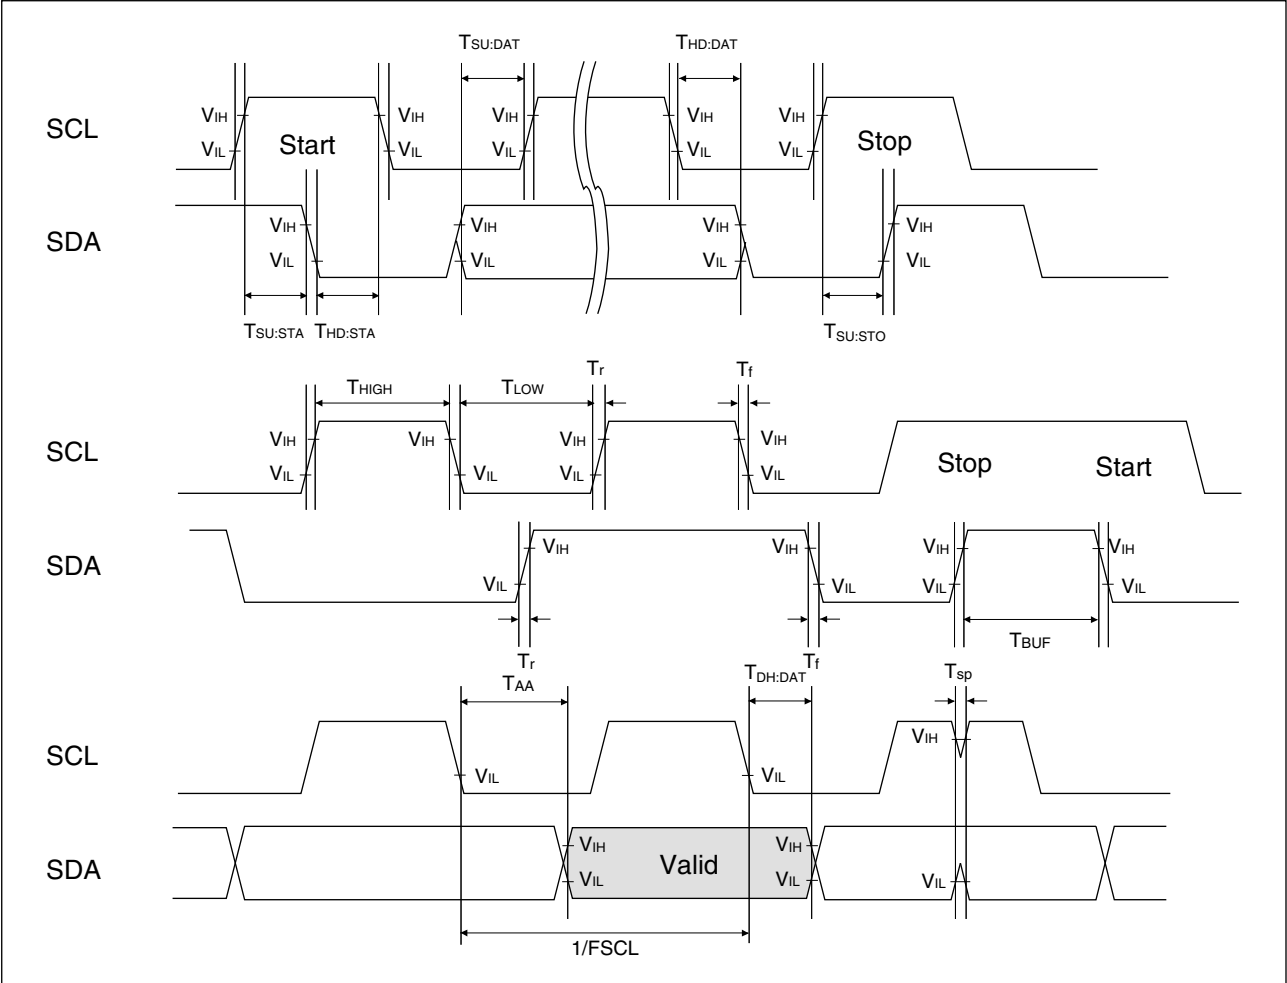 TSU:DAT THD:DAT
SCL VIH VIH VIH VIH VIH
Start Stop
VIL VIL VIL VIL VIL
SDA VIH VIH VIH VIH
VIL VIL VIL VIL
TSU:STA THD:STA TSU:STO
THIGH TLOW Tr Tf
SCL VIH VIH VIH VIH
Stop Start
VIL VIL VIL VIL
SDA VIH VIH VIH VIH
VIL VIL VIL VIL
TBUF
Tr Tf
TAA TDH:DAT Tsp
SCL VIH
VIL VIL
SDA VIH VIH
Valid
VIL VIL VIL
1/FSCL